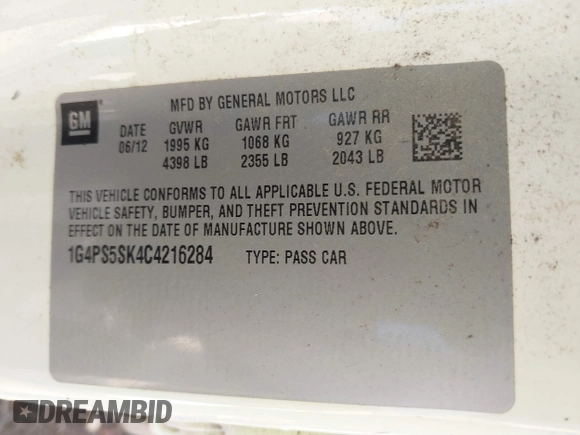 GM
MFD BY GENERAL MOTORS LLC
DATE GVWR GAWR FRT GAWR RR
06/12 1995 KG 1068 KG 927 KG
4398 LB 2355 LB 2043 LB
THIS VEHICLE CONFORMS TO ALL APPLICABLE U.S. FEDERAL MOTOR
VEHICLE SAFETY, BUMPER, AND THEFT PREVENTION STANDARDS IN
EFFECT ON THE DATE OF MANUFACTURE SHOWN ABOVE.
1G4PS5SK4C4216284 TYPE: PASS CAR
DREAMBID